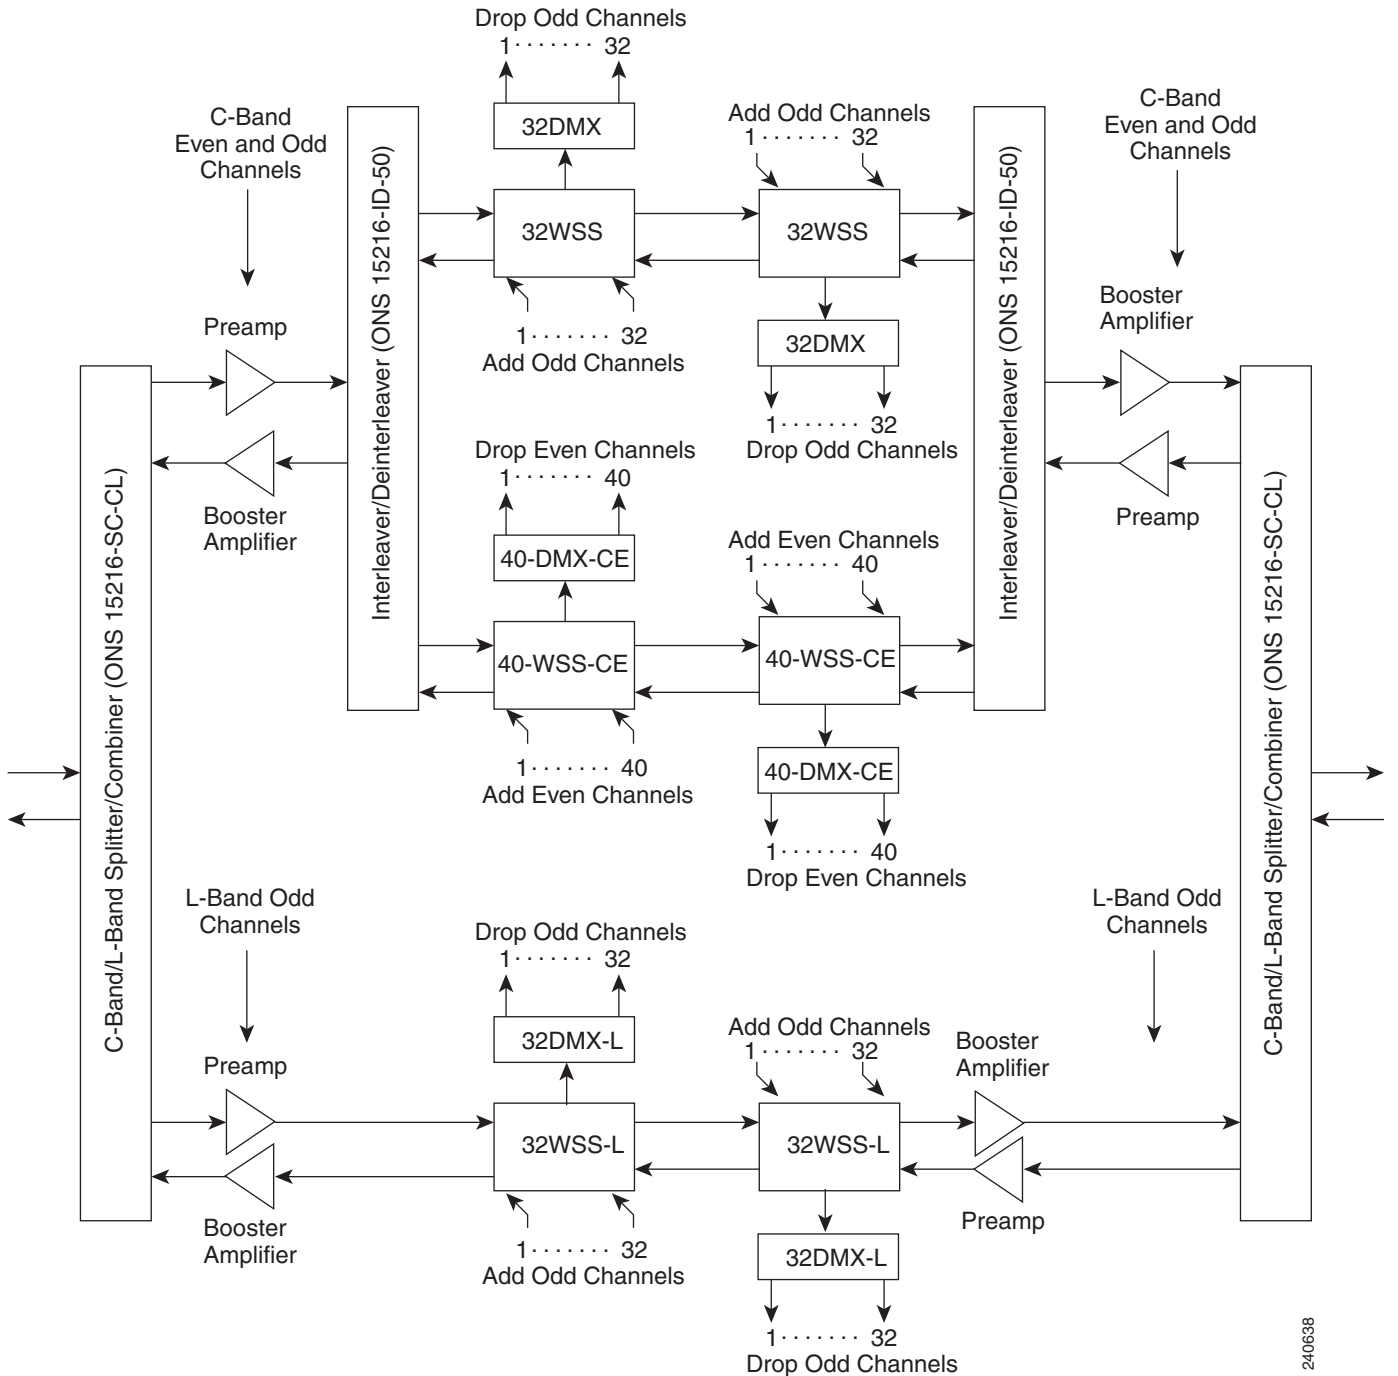 Drop Odd Channels
1 · · · · · · · 32
C-Band
Even and Odd
Channels
32DMX
Add Odd Channels
1 · · · · · · · 32
C-Band
Even and Odd
Channels
Interleaver/Deinterleaver (ONS 15216-ID-50)
32WSS
32WSS
Interleaver/Deinterleaver (ONS 15216-ID-50)
1 · · · · · · · 32
Add Odd Channels
32DMX
1 · · · · · · · 32
Drop Odd Channels
Preamp
Booster
Amplifier
Booster
Amplifier
Preamp
C-Band/L-Band Splitter/Combiner (ONS 15216-SC-CL)
C-Band/L-Band Splitter/Combiner (ONS 15216-SC-CL)
Drop Even Channels
1 · · · · · · · 40
40-DMX-CE
Add Even Channels
1 · · · · · · · 40
40-WSS-CE
40-WSS-CE
1 · · · · · · · 40
Add Even Channels
40-DMX-CE
1 · · · · · · · 40
Drop Even Channels
L-Band Odd
Channels
L-Band Odd
Channels
Drop Odd Channels
1 · · · · · · · 32
32DMX-L
Add Odd Channels
1 · · · · · · · 32
Preamp
Booster
Amplifier
32WSS-L
32WSS-L
Booster
Amplifier
Preamp
1 · · · · · · · 32
Add Odd Channels
32DMX-L
1 · · · · · · · 32
Drop Odd Channels
240638